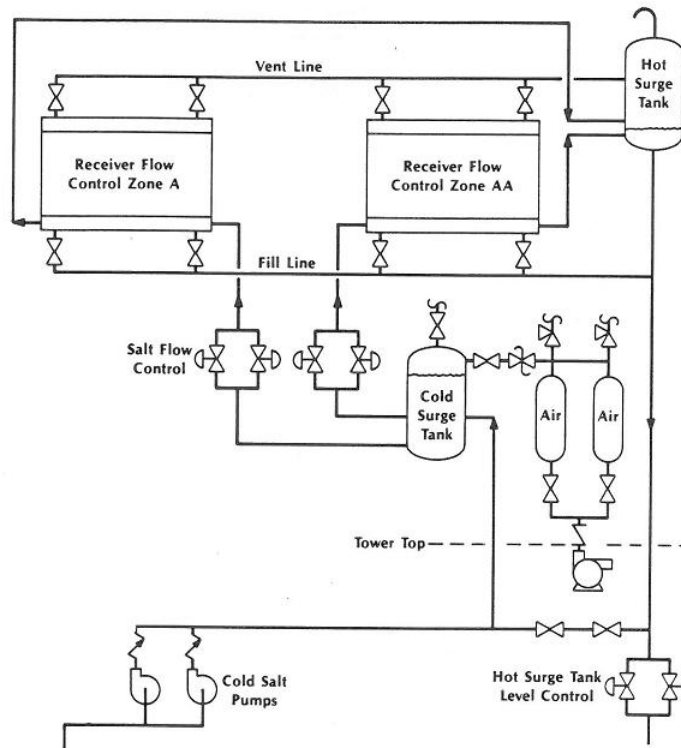 Vent Line
Hot
Surge
Tank
Receiver Flow
Control Zone A
Receiver Flow
Control Zone AA
Fill Line
Salt Flow
Control
Cold
Surge
Tank
Air
Air
Tower Top
Cold Salt
Pumps
Hot Surge Tank
Level Control